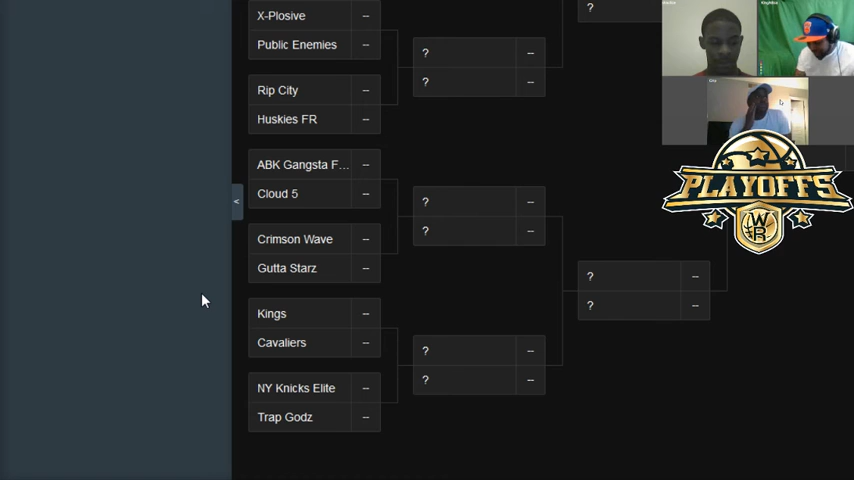 X-Plosive --
Public Enemies --
? --
? --
?
Rip City --
Huskies FR --
ABK Gangsta F... --
Cloud 5 --
? --
? --
Crimson Wave --
Gutta Starz --
? --
? --
Kings --
Cavaliers --
? --
? --
NY Knicks Elite --
Trap Godz --
<
PLAYOFFS
WR